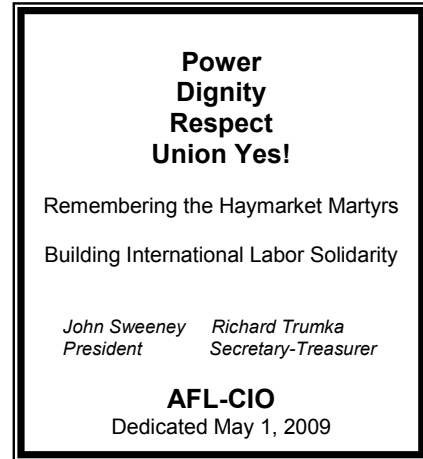 Power
Dignity
Respect
Union Yes!
Remembering the Haymarket Martyrs
Building International Labor Solidarity
John Sweeney Richard Trumka
President Secretary-Treasurer
AFL-CIO
Dedicated May 1, 2009